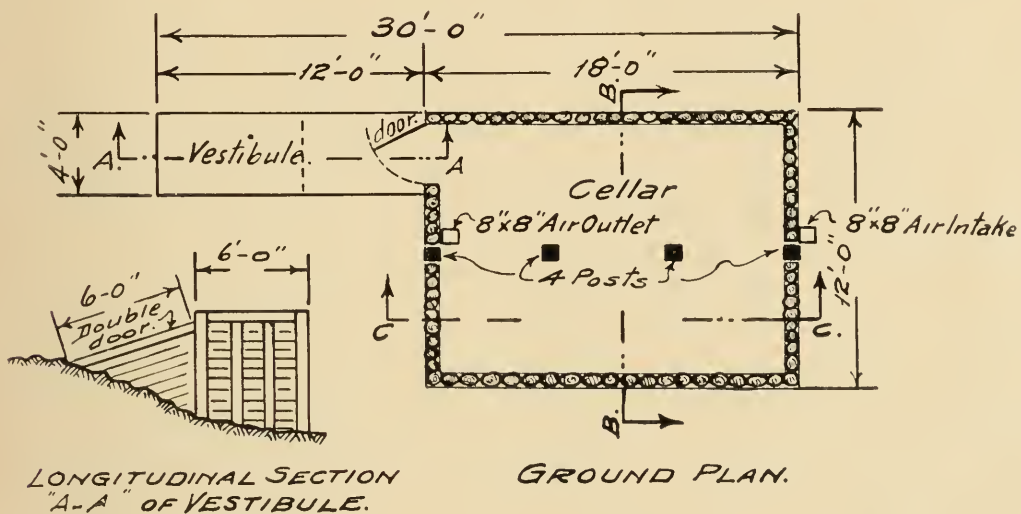 30'-0"
12'-0"
18'-0"
B.
door.
4'-0"
A.
Vestibule.
A
Cellar
8"x8" Air Outlet
8"x8" Air Intake
4 Posts
12'-0"
C
C.
B.
6'-0"
6-0"
Double
door.
LONGITUDINAL SECTION
"A-A" OF VESTIBULE.
GROUND PLAN.